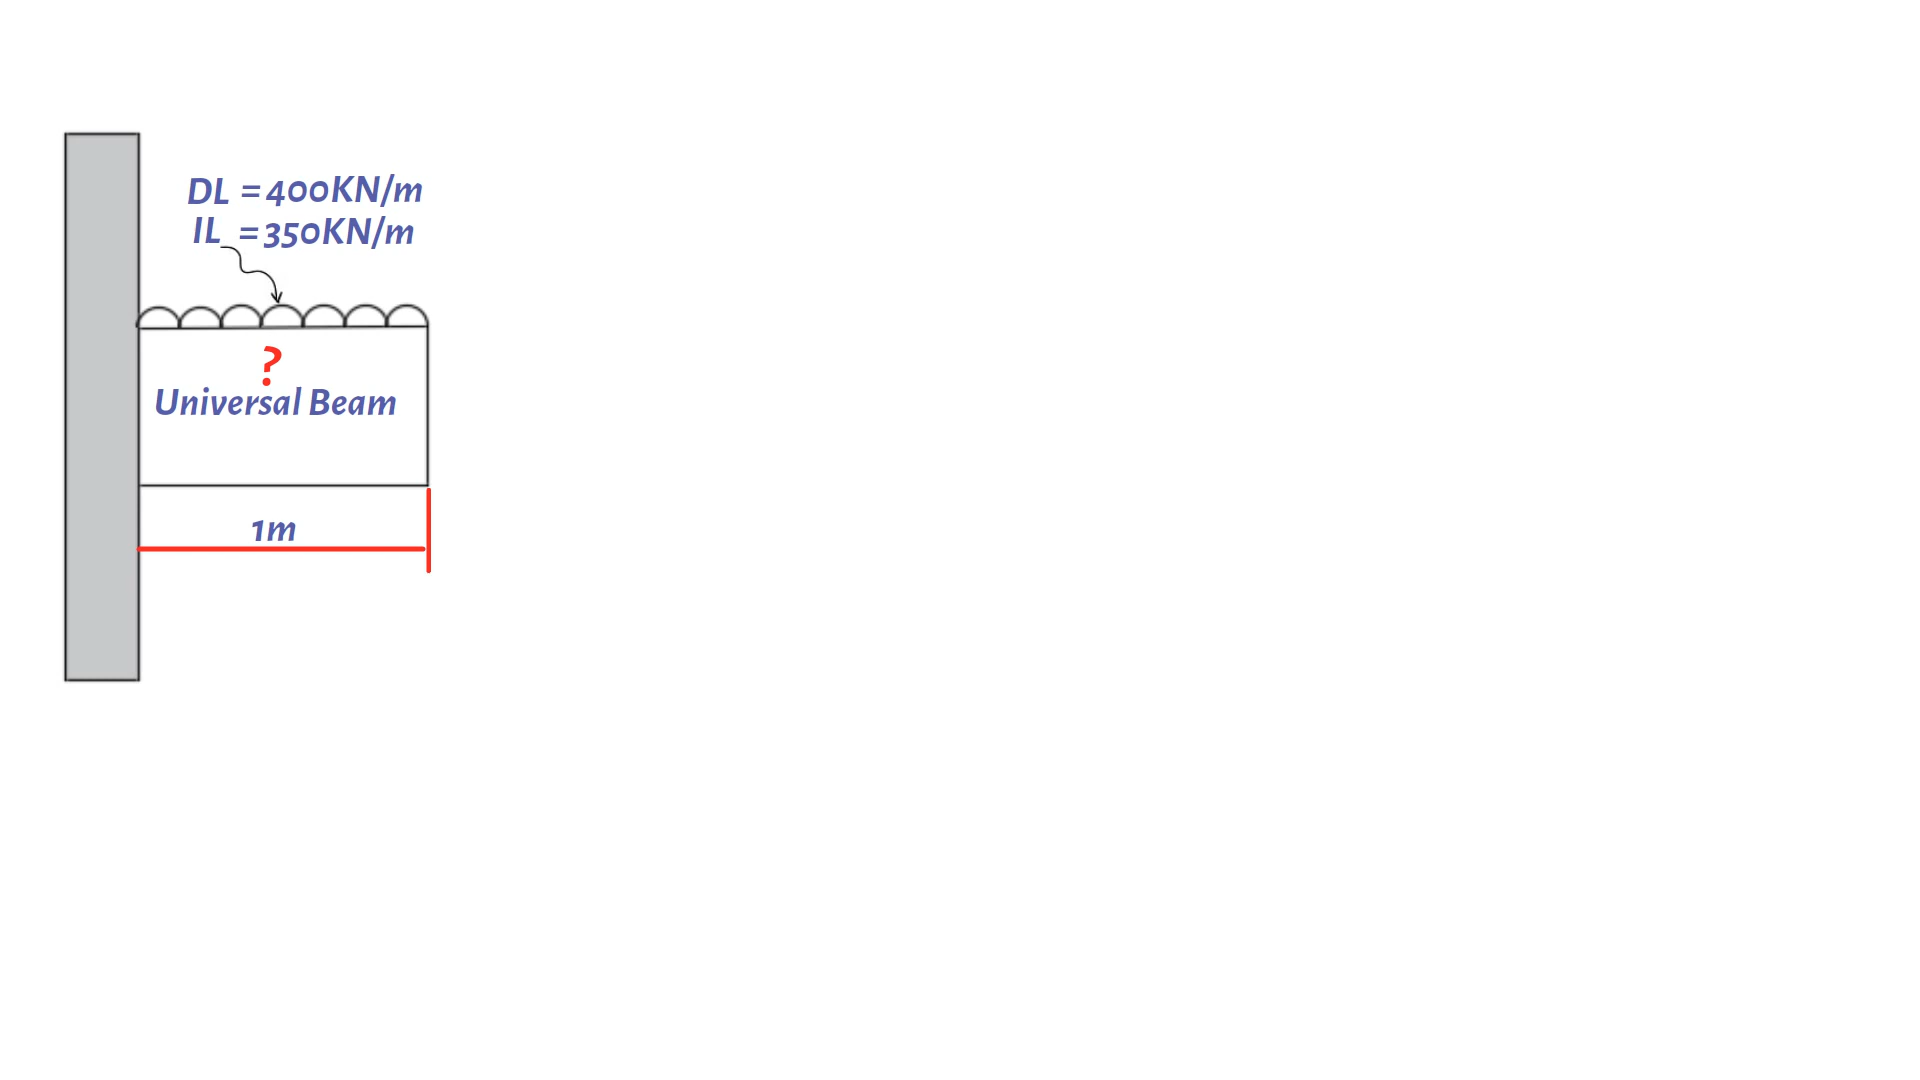 DL = 400KN/m
IL = 350KN/m
?
Universal Beam
1m